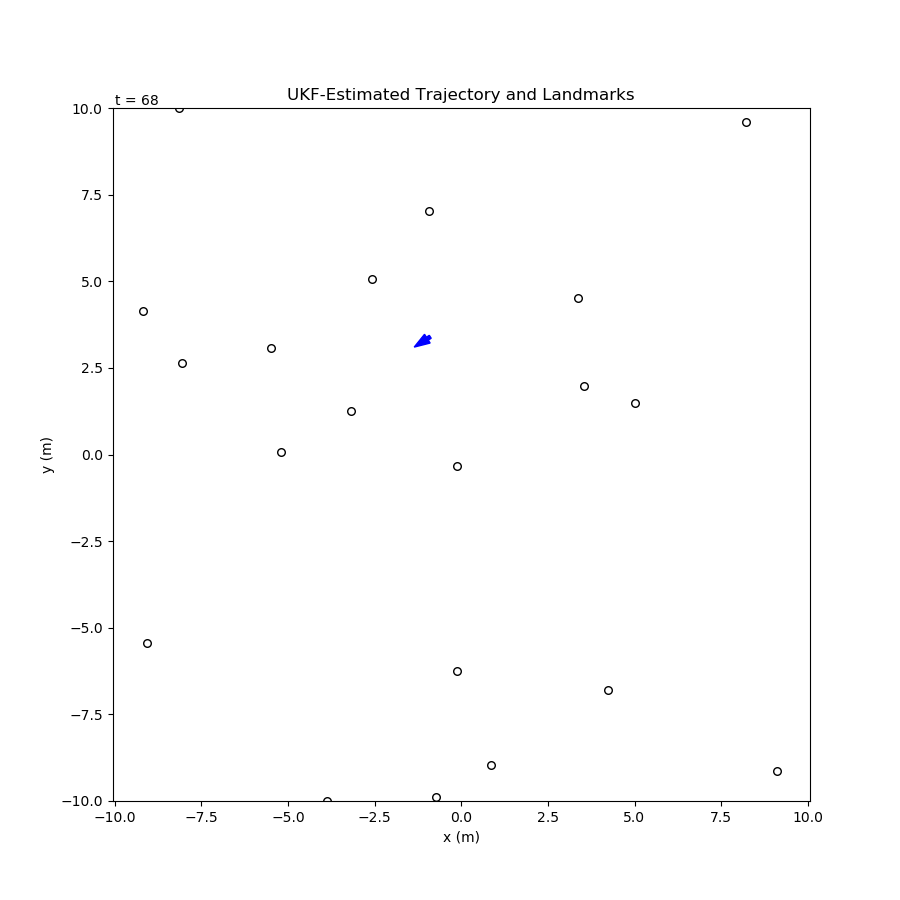 UKF-Estimated Trajectory and Landmarks
t = 68
10.0
7.5
5.0
2.5
0.0
−2.5
−5.0
−7.5
−10.0
y (m)
−10.0 −7.5 −5.0 −2.5 0.0 2.5 5.0 7.5 10.0
x (m)